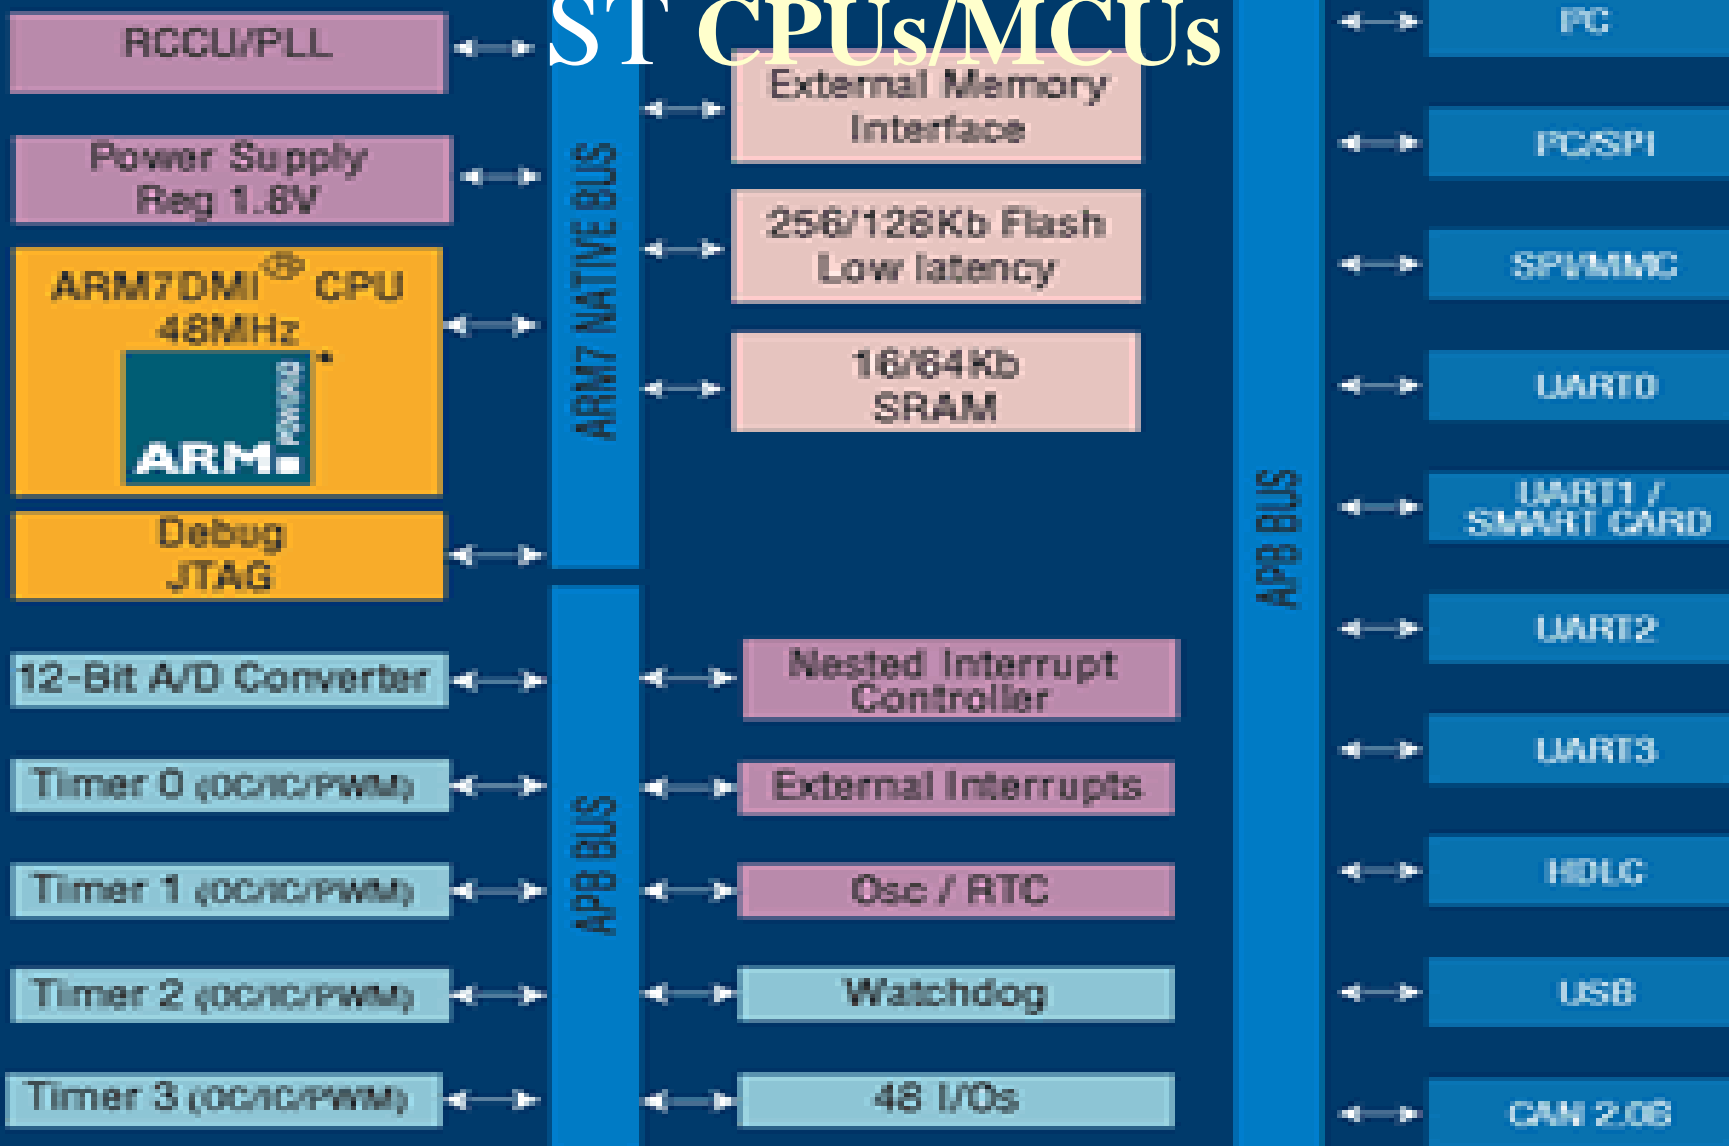 ST CPUs/MCUs
RCCU/PLL
Power Supply
Reg 1.8V
ARM7DMI® CPU
48MHz
ARM
POWERED
Debug
JTAG
12-Bit A/D Converter
Timer 0 (OC/IC/PWM)
Timer 1 (OC/IC/PWM)
Timer 2 (OC/IC/PWM)
Timer 3 (OC/IC/PWM)
ARM7 NATIVE BUS
APB BUS
External Memory
Interface
256/128Kb Flash
Low latency
16/64Kb
SRAM
Nested Interrupt
Controller
External Interrupts
Osc / RTC
Watchdog
48 I/Os
APB BUS
I²C
I²C/SPI
SPI/MMC
UART0
UART1 /
SMART CARD
UART2
UART3
HDLC
USB
CAN 2.0B